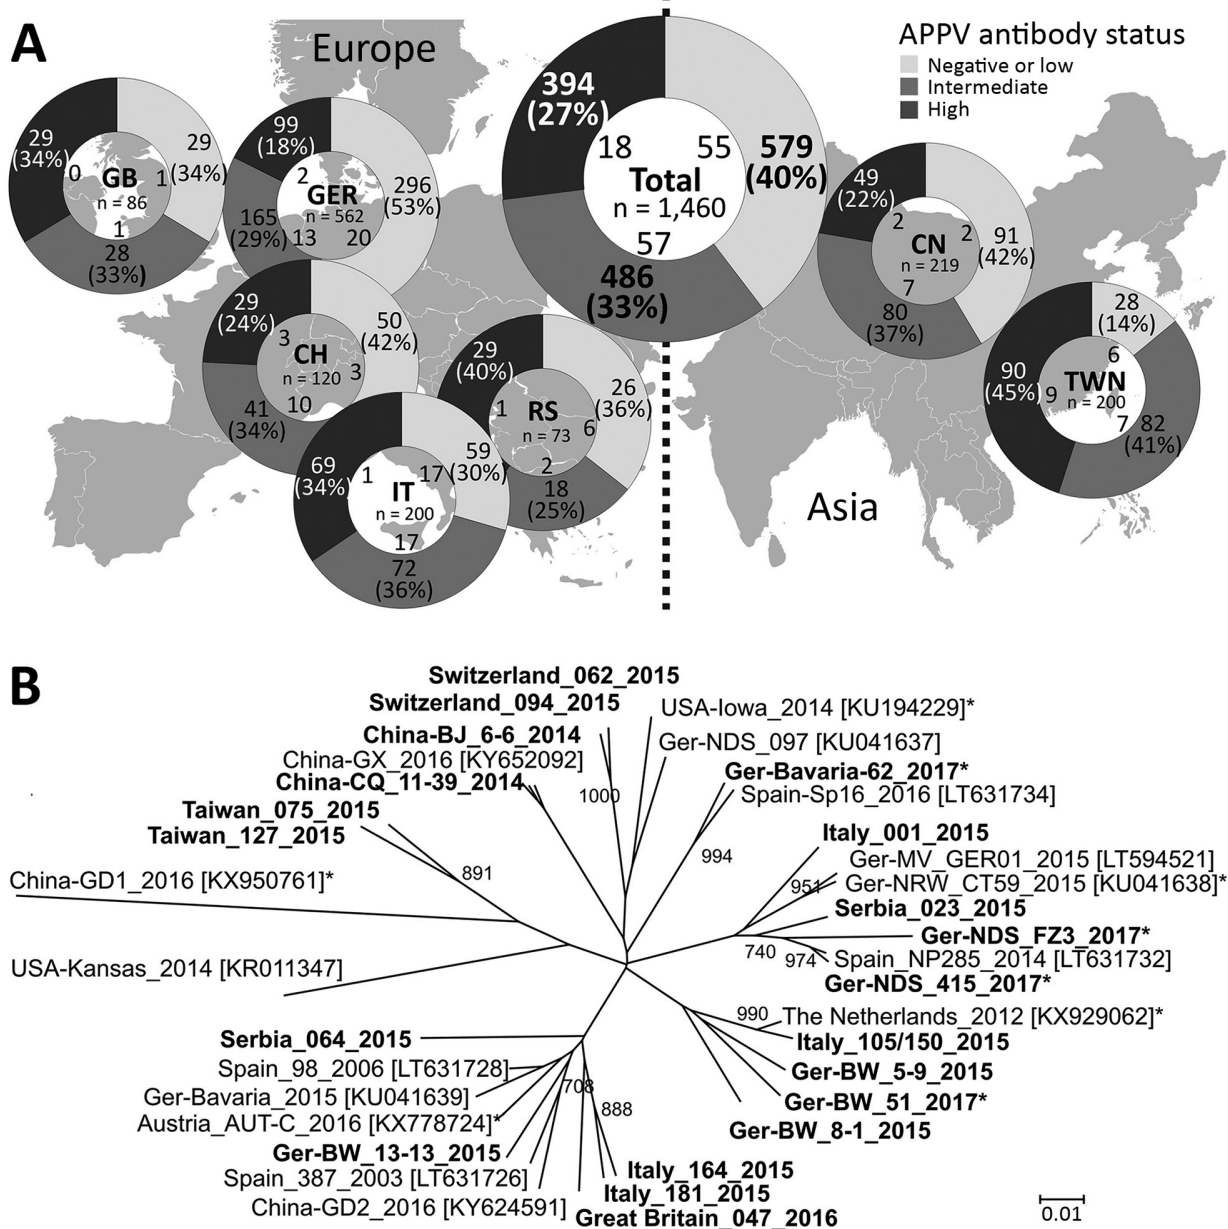 A
Europe
APPV antibody status
Negative or low
Intermediate
High
29
(34%)
29
(34%)
0
GB
1
n = 86
1
28
(33%)
99
(18%)
2
GER
n = 562
296
(53%)
165
(29%)
13
20
394
(27%)
18
55
579
(40%)
Total
n = 1,460
57
486
(33%)
49
(22%)
2
CN
2
n = 219
7
91
(42%)
80
(37%)
28
(14%)
6
90
(45%)
9
TWN
n = 200
7
82
(41%)
29
(24%)
3
CH
n = 120
3
50
(42%)
10
41
(34%)
29
(40%)
1
RS
n = 73
6
26
(36%)
2
18
(25%)
69
(34%)
1
17
59
(30%)
IT
n = 200
17
72
(36%)
Asia
B
Switzerland_062_2015
Switzerland_094_2015
USA-Iowa_2014 [KU194229]*
China-BJ_6-6_2014
Ger-NDS_097 [KU041637]
China-GX_2016 [KY652092]
Ger-Bavaria-62_2017*
China-CQ_11-39_2014
1000
Spain-Sp16_2016 [LT631734]
Taiwan_075_2015
Taiwan_127_2015
Italy_001_2015
994
Ger-MV_GER01_2015 [LT594521]
891
China-GD1_2016 [KX950761]*
951
Ger-NRW_CT59_2015 [KU041638]*
Serbia_023_2015
Ger-NDS_FZ3_2017*
740
974
Spain_NP285_2014 [LT631732]
USA-Kansas_2014 [KR011347]
Ger-NDS_415_2017*
990
The Netherlands_2012 [KX929062]*
Serbia_064_2015
Italy_105/150_2015
Spain_98_2006 [LT631728]
Ger-BW_5-9_2015
Ger-Bavaria_2015 [KU041639]
708
Ger-BW_51_2017*
888
Austria_AUT-C_2016 [KX778724]*
Ger-BW_8-1_2015
Ger-BW_13-13_2015
Italy_164_2015
Spain_387_2003 [LT631726]
Italy_181_2015
China-GD2_2016 [KY624591]
Great Britain_047_2016
0.01